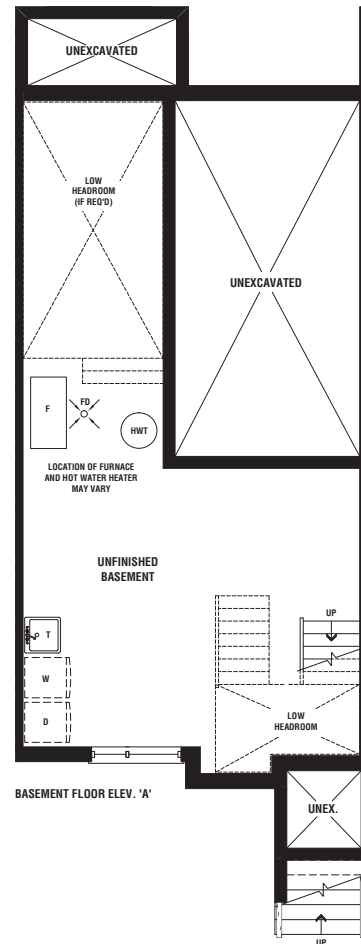 UNEXCAVATED
LOW
HEADROOM
(IF REQ'D)
UNEXCAVATED
F
FD
HWT
LOCATION OF FURNACE
AND HOT WATER HEATER
MAY VARY
UNFINISHED
BASEMENT
UP
T
W
D
LOW
HEADROOM
BASEMENT FLOOR ELEV. 'A'
UNEX.
UP